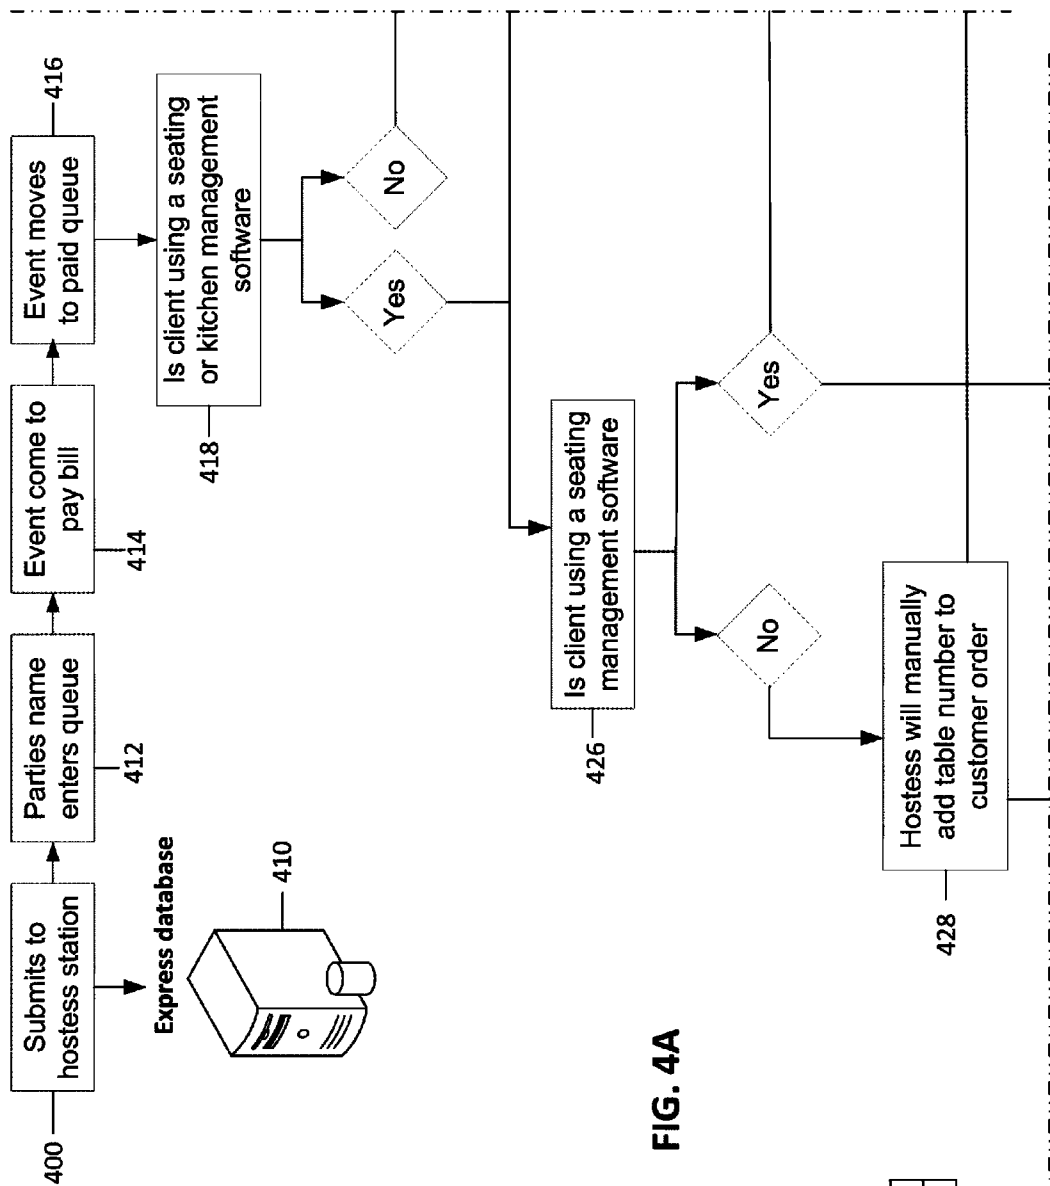 400
Submits to
hostess station
Express database
410
Parties name
enters queue
412
Event come to
pay bill
414
Event moves
to paid queue
416
Is client using a seating
or kitchen management
software
418
Yes
No
Is client using a seating
management software
426
No
Yes
Hostess will manually
add table number to
customer order
428
FIG. 4A